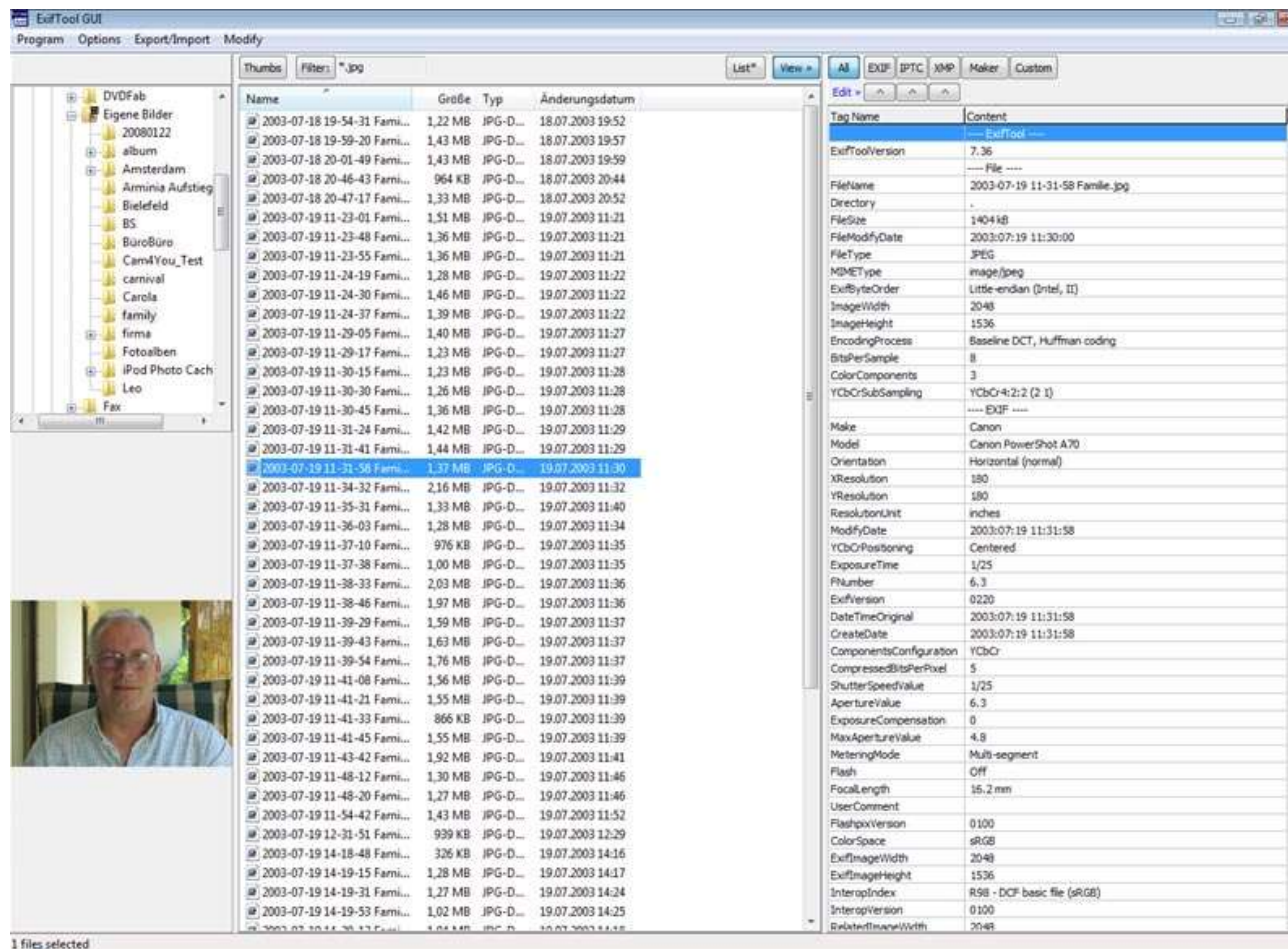 ExifTool GUI
Program Options Export/Import Modify
Thumbs Filter: *.jpg List* View »
All EXIF IPTC XMP Maker Custom
Edit » ^ ^ ^
DVDFab
Eigene Bilder
20080122
album
Amsterdam
Arminia Aufstieg
Bielefeld
BS
BüroBüro
Cam4You_Test
carnival
Carola
family
firma
Fotoalben
iPod Photo Cach
Leo
Fax
Name Größe Typ Änderungsdatum
2003-07-18 19-54-31 Fami... 1,22 MB JPG-D... 18.07.2003 19:52
2003-07-18 19-59-20 Fami... 1,43 MB JPG-D... 18.07.2003 19:57
2003-07-18 20-01-49 Fami... 1,43 MB JPG-D... 18.07.2003 19:59
2003-07-18 20-46-43 Fami... 964 KB JPG-D... 18.07.2003 20:44
2003-07-18 20-47-17 Fami... 1,33 MB JPG-D... 18.07.2003 20:52
2003-07-19 11-23-01 Fami... 1,51 MB JPG-D... 19.07.2003 11:21
2003-07-19 11-23-48 Fami... 1,36 MB JPG-D... 19.07.2003 11:21
2003-07-19 11-23-55 Fami... 1,36 MB JPG-D... 19.07.2003 11:21
2003-07-19 11-24-19 Fami... 1,28 MB JPG-D... 19.07.2003 11:22
2003-07-19 11-24-30 Fami... 1,46 MB JPG-D... 19.07.2003 11:22
2003-07-19 11-24-37 Fami... 1,39 MB JPG-D... 19.07.2003 11:22
2003-07-19 11-29-05 Fami... 1,40 MB JPG-D... 19.07.2003 11:27
2003-07-19 11-29-17 Fami... 1,23 MB JPG-D... 19.07.2003 11:27
2003-07-19 11-30-15 Fami... 1,23 MB JPG-D... 19.07.2003 11:28
2003-07-19 11-30-30 Fami... 1,26 MB JPG-D... 19.07.2003 11:28
2003-07-19 11-30-45 Fami... 1,36 MB JPG-D... 19.07.2003 11:28
2003-07-19 11-31-24 Fami... 1,42 MB JPG-D... 19.07.2003 11:29
2003-07-19 11-31-41 Fami... 1,44 MB JPG-D... 19.07.2003 11:29
2003-07-19 11-31-58 Fami... 1,37 MB JPG-D... 19.07.2003 11:30
2003-07-19 11-34-32 Fami... 2,16 MB JPG-D... 19.07.2003 11:32
2003-07-19 11-35-31 Fami... 1,33 MB JPG-D... 19.07.2003 11:40
2003-07-19 11-36-03 Fami... 1,28 MB JPG-D... 19.07.2003 11:34
2003-07-19 11-37-10 Fami... 976 KB JPG-D... 19.07.2003 11:35
2003-07-19 11-37-38 Fami... 1,00 MB JPG-D... 19.07.2003 11:35
2003-07-19 11-38-33 Fami... 2,03 MB JPG-D... 19.07.2003 11:36
2003-07-19 11-38-46 Fami... 1,97 MB JPG-D... 19.07.2003 11:36
2003-07-19 11-39-29 Fami... 1,59 MB JPG-D... 19.07.2003 11:37
2003-07-19 11-39-43 Fami... 1,63 MB JPG-D... 19.07.2003 11:37
2003-07-19 11-39-54 Fami... 1,76 MB JPG-D... 19.07.2003 11:37
2003-07-19 11-41-08 Fami... 1,56 MB JPG-D... 19.07.2003 11:39
2003-07-19 11-41-21 Fami... 1,55 MB JPG-D... 19.07.2003 11:39
2003-07-19 11-41-33 Fami... 866 KB JPG-D... 19.07.2003 11:39
2003-07-19 11-41-45 Fami... 1,55 MB JPG-D... 19.07.2003 11:39
2003-07-19 11-43-42 Fami... 1,92 MB JPG-D... 19.07.2003 11:41
2003-07-19 11-48-12 Fami... 1,30 MB JPG-D... 19.07.2003 11:46
2003-07-19 11-48-20 Fami... 1,27 MB JPG-D... 19.07.2003 11:46
2003-07-19 11-54-42 Fami... 1,43 MB JPG-D... 19.07.2003 11:52
2003-07-19 12-31-51 Fami... 939 KB JPG-D... 19.07.2003 12:29
2003-07-19 14-18-48 Fami... 326 KB JPG-D... 19.07.2003 14:16
2003-07-19 14-19-15 Fami... 1,28 MB JPG-D... 19.07.2003 14:17
2003-07-19 14-19-31 Fami... 1,27 MB JPG-D... 19.07.2003 14:24
2003-07-19 14-19-53 Fami... 1,02 MB JPG-D... 19.07.2003 14:25
Tag Name Content
---- ExifTool ----
ExifToolVersion 7.36
---- File ----
FileName 2003-07-19 11-31-58 Familie.jpg
Directory .
FileSize 1404 kB
FileModifyDate 2003:07:19 11:30:00
FileType JPEG
MIMEType image/jpeg
ExifByteOrder Little-endian (Intel, II)
ImageWidth 2048
ImageHeight 1536
EncodingProcess Baseline DCT, Huffman coding
BitsPerSample 8
ColorComponents 3
YCbCrSubSampling YCbCr4:2:2 (2 1)
---- EXIF ----
Make Canon
Model Canon PowerShot A70
Orientation Horizontal (normal)
XResolution 180
YResolution 180
ResolutionUnit inches
ModifyDate 2003:07:19 11:31:58
YCbCrPositioning Centered
ExposureTime 1/25
FNumber 6.3
ExifVersion 0220
DateTimeOriginal 2003:07:19 11:31:58
CreateDate 2003:07:19 11:31:58
ComponentsConfiguration YCbCr
CompressedBitsPerPixel 5
ShutterSpeedValue 1/25
ApertureValue 6.3
ExposureCompensation 0
MaxApertureValue 4.8
MeteringMode Multi-segment
Flash Off
FocalLength 16.2 mm
UserComment
FlashpixVersion 0100
ColorSpace sRGB
ExifImageWidth 2048
ExifImageHeight 1536
InteropIndex R98 - DCF basic file (sRGB)
InteropVersion 0100
RelatedImageWidth 2048
1 files selected